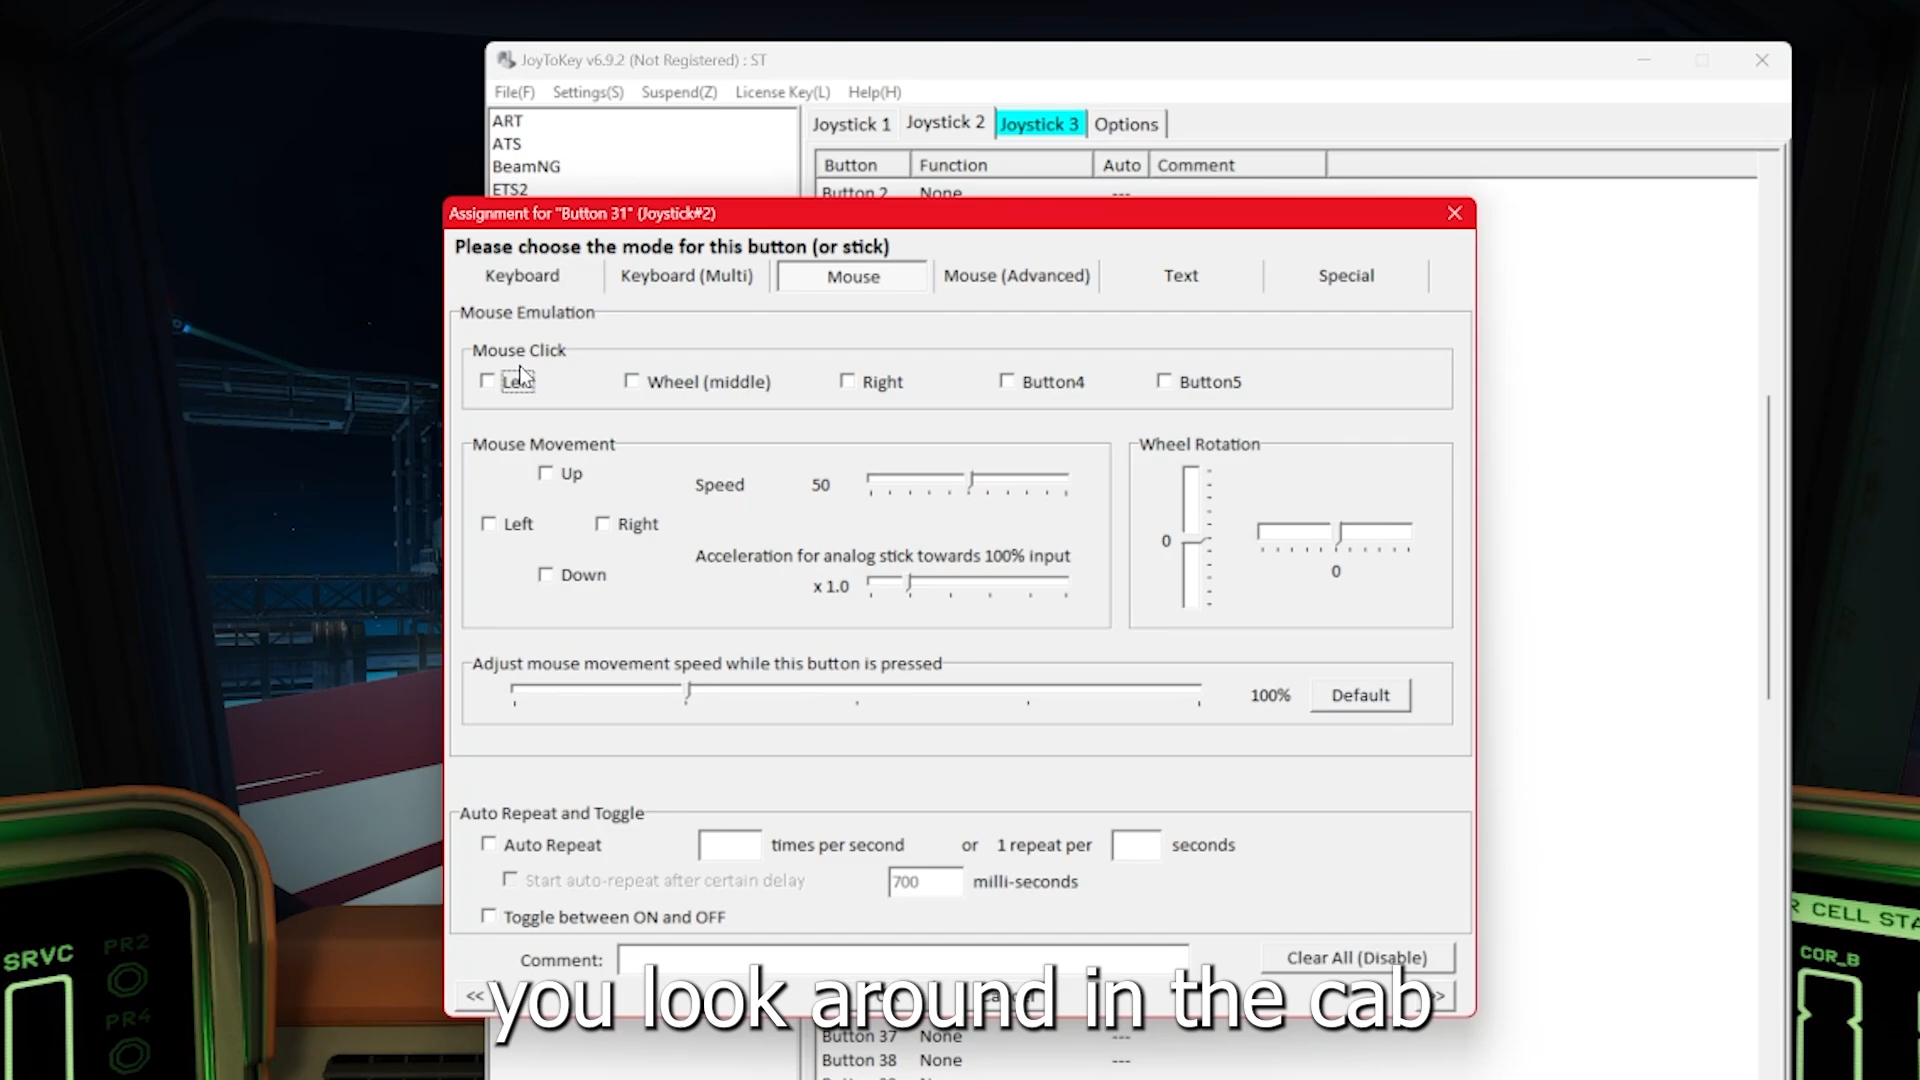 JoyToKey v6.9.2 (Not Registered) : ST
File(F) Settings(S) Suspend(Z) License Key(L) Help(H)
ART
ATS
BeamNG
ETS2
Joystick 1 Joystick 2 Joystick 3 Options
Button Function Auto Comment
Button 2 None ---
Assignment for "Button 31" (Joystick#2)
Please choose the mode for this button (or stick)
Keyboard Keyboard (Multi) Mouse Mouse (Advanced) Text Special
Mouse Emulation
Mouse Click
Left Wheel (middle) Right Button4 Button5
Mouse Movement
Up
Left Right
Down
Speed 50
Acceleration for analog stick towards 100% input
x 1.0
Wheel Rotation
0
0
Adjust mouse movement speed while this button is pressed
100% Default
Auto Repeat and Toggle
Auto Repeat times per second or 1 repeat per seconds
Start auto-repeat after certain delay 700 milli-seconds
Toggle between ON and OFF
Comment: Clear All (Disable)
<< >>
you look around in the cab
Button 37 None ---
Button 38 None ---
SRVC PR2
PR4
R CELL STA
COR_B